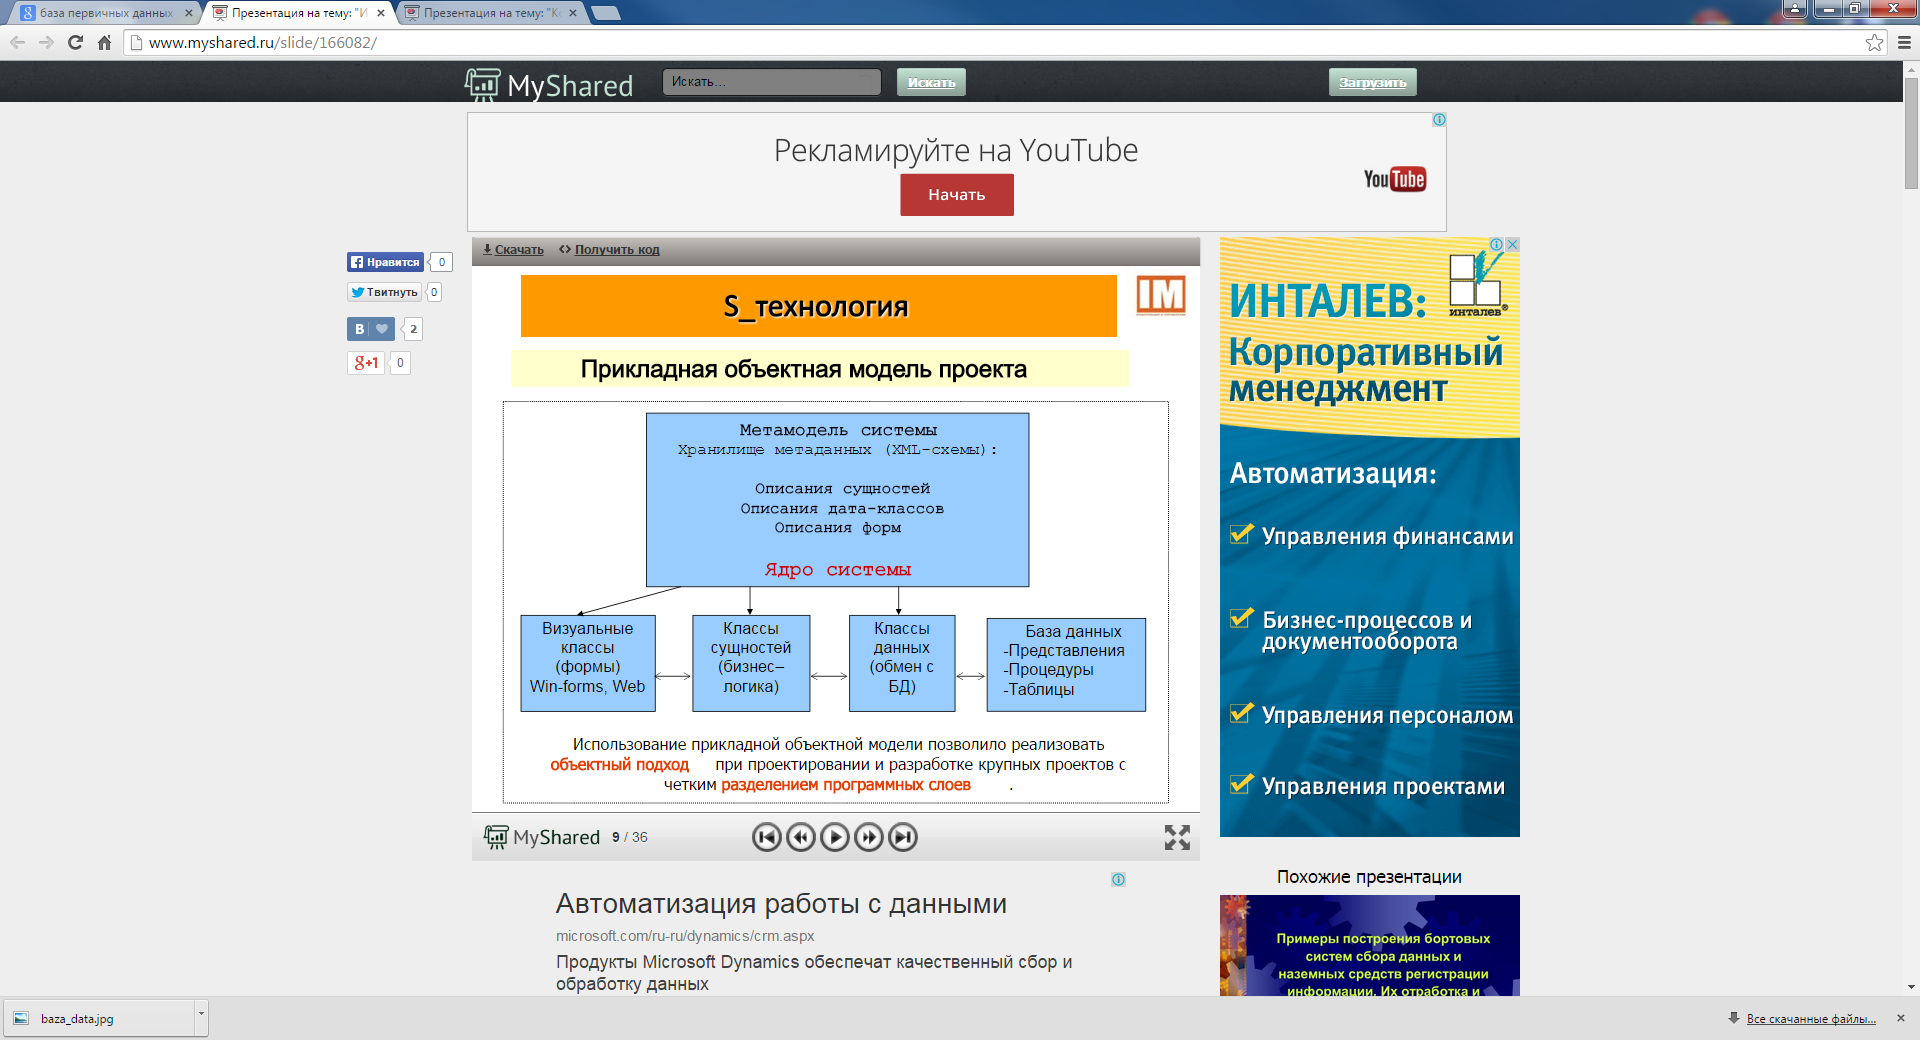 база первичных данных
Презентация на тему: "И
Презентация на тему: "К
www.myshared.ru/slide/166082/
MyShared
Искать...
Искать
Загрузить
Рекламируйте на YouTube
Начать
YouTube
Скачать
Получить код
Нравится 0
Твитнуть 0
B 2
g+1 0
S_технология
IM
Прикладная объектная модель проекта
Метамодель системы
Хранилище метаданных (XML-схемы):
Описания сущностей
Описания дата-классов
Описания форм
Ядро системы
Визуальные
классы
(формы)
Win-forms, Web
Классы
сущностей
(бизнес–
логика)
Классы
данных
(обмен с
БД)
База данных
-Представления
-Процедуры
-Таблицы
Использование прикладной объектной модели позволило реализовать
объектный подход при проектировании и разработке крупных проектов с
четким разделением программных слоев .
MyShared 9 / 36
ИНТАЛЕВ:
инталев®
Корпоративный
менеджмент
Автоматизация:
Управления финансами
Бизнес-процессов и
документооборота
Управления персоналом
Управления проектами
Автоматизация работы с данными
microsoft.com/ru-ru/dynamics/crm.aspx
Продукты Microsoft Dynamics обеспечат качественный сбор и
обработку данных
Похожие презентации
Примеры построения бортовых
систем сбора данных и
наземных средств регистрации
информации. Их отработка и
baza_data.jpg
Все скачанные файлы...